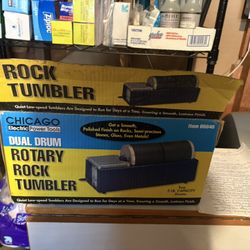 ROCK
TUMBLER
Quiet Low-speed Tumblers Are Designed to Run for Days at a Time, Ensuring a Smooth, Lustrous Finish
CHICAGO
Electric Power Tools
Item #66845
DUAL DRUM
ROTARY
ROCK
TUMBLER
Get a Smooth,
Polished Finish on Rocks, Semi-precious
Stones, Glass, Even Metals!
CAPACITY
Quiet Low-speed Tumblers Are Designed to Run for Days at a Time, Ensuring a Smooth, Lustrous Finish